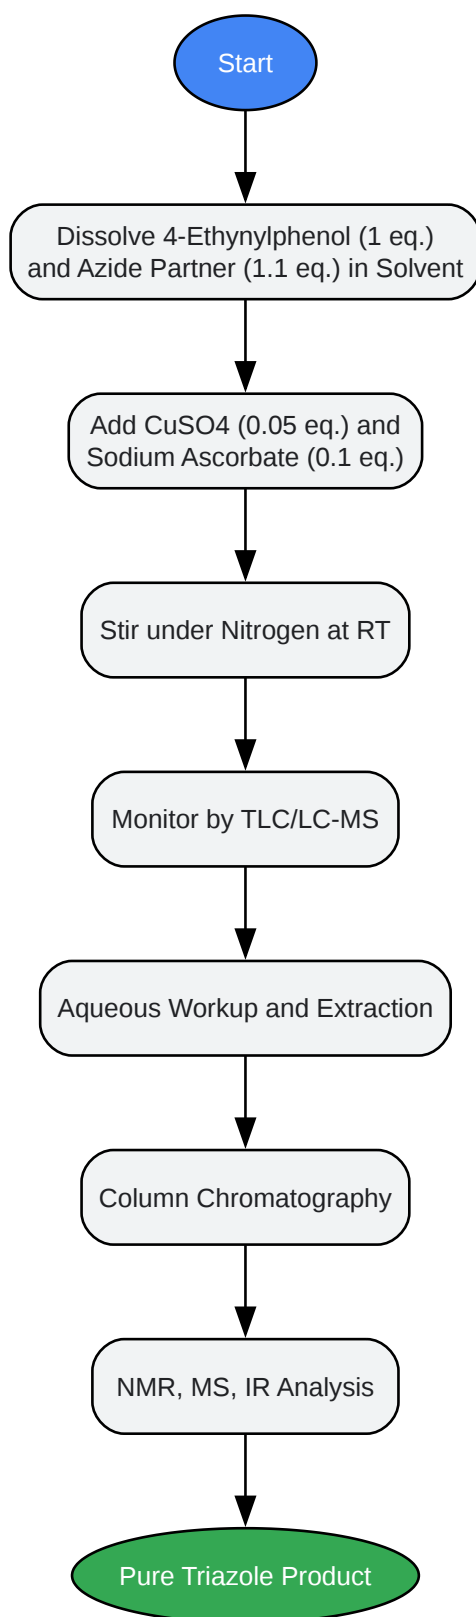 Start
Dissolve 4-Ethynylphenol (1 eq.)
and Azide Partner (1.1 eq.) in Solvent
Add CuSO4 (0.05 eq.) and
Sodium Ascorbate (0.1 eq.)
Stir under Nitrogen at RT
Monitor by TLC/LC-MS
Aqueous Workup and Extraction
Column Chromatography
NMR, MS, IR Analysis
Pure Triazole Product